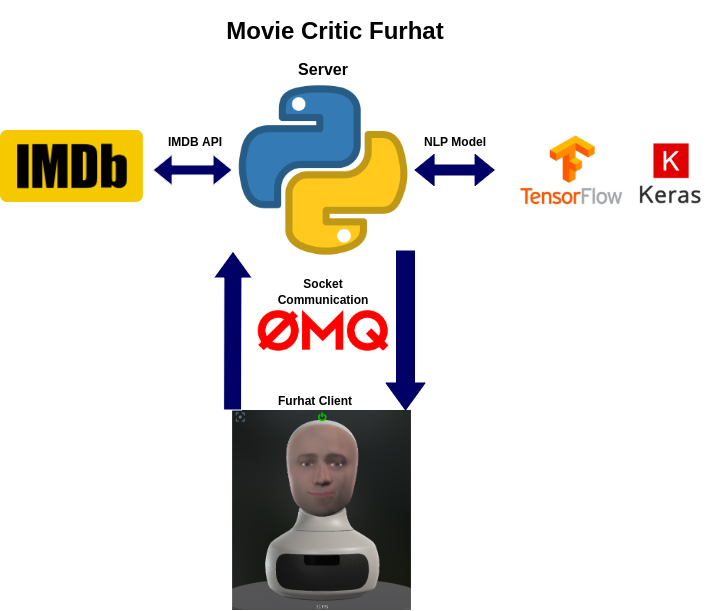 Movie Critic Furhat
Server
IMDb
IMDB API
NLP Model
TensorFlow
K
Keras
Socket
Communication
ØMQ
Furhat Client